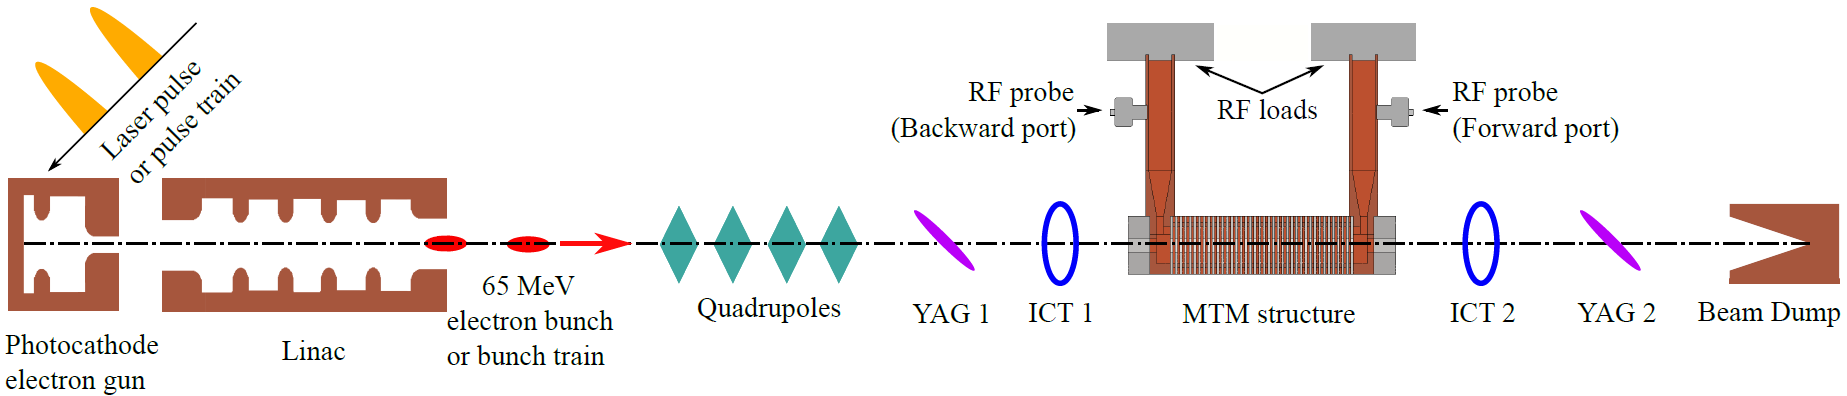 Laser pulse
or pulse train
Photocathode
electron gun
Linac
65 MeV
electron bunch
or bunch train
Quadrupoles
YAG 1
ICT 1
RF probe
(Backward port)
RF loads
RF probe
(Forward port)
MTM structure
ICT 2
YAG 2
Beam Dump